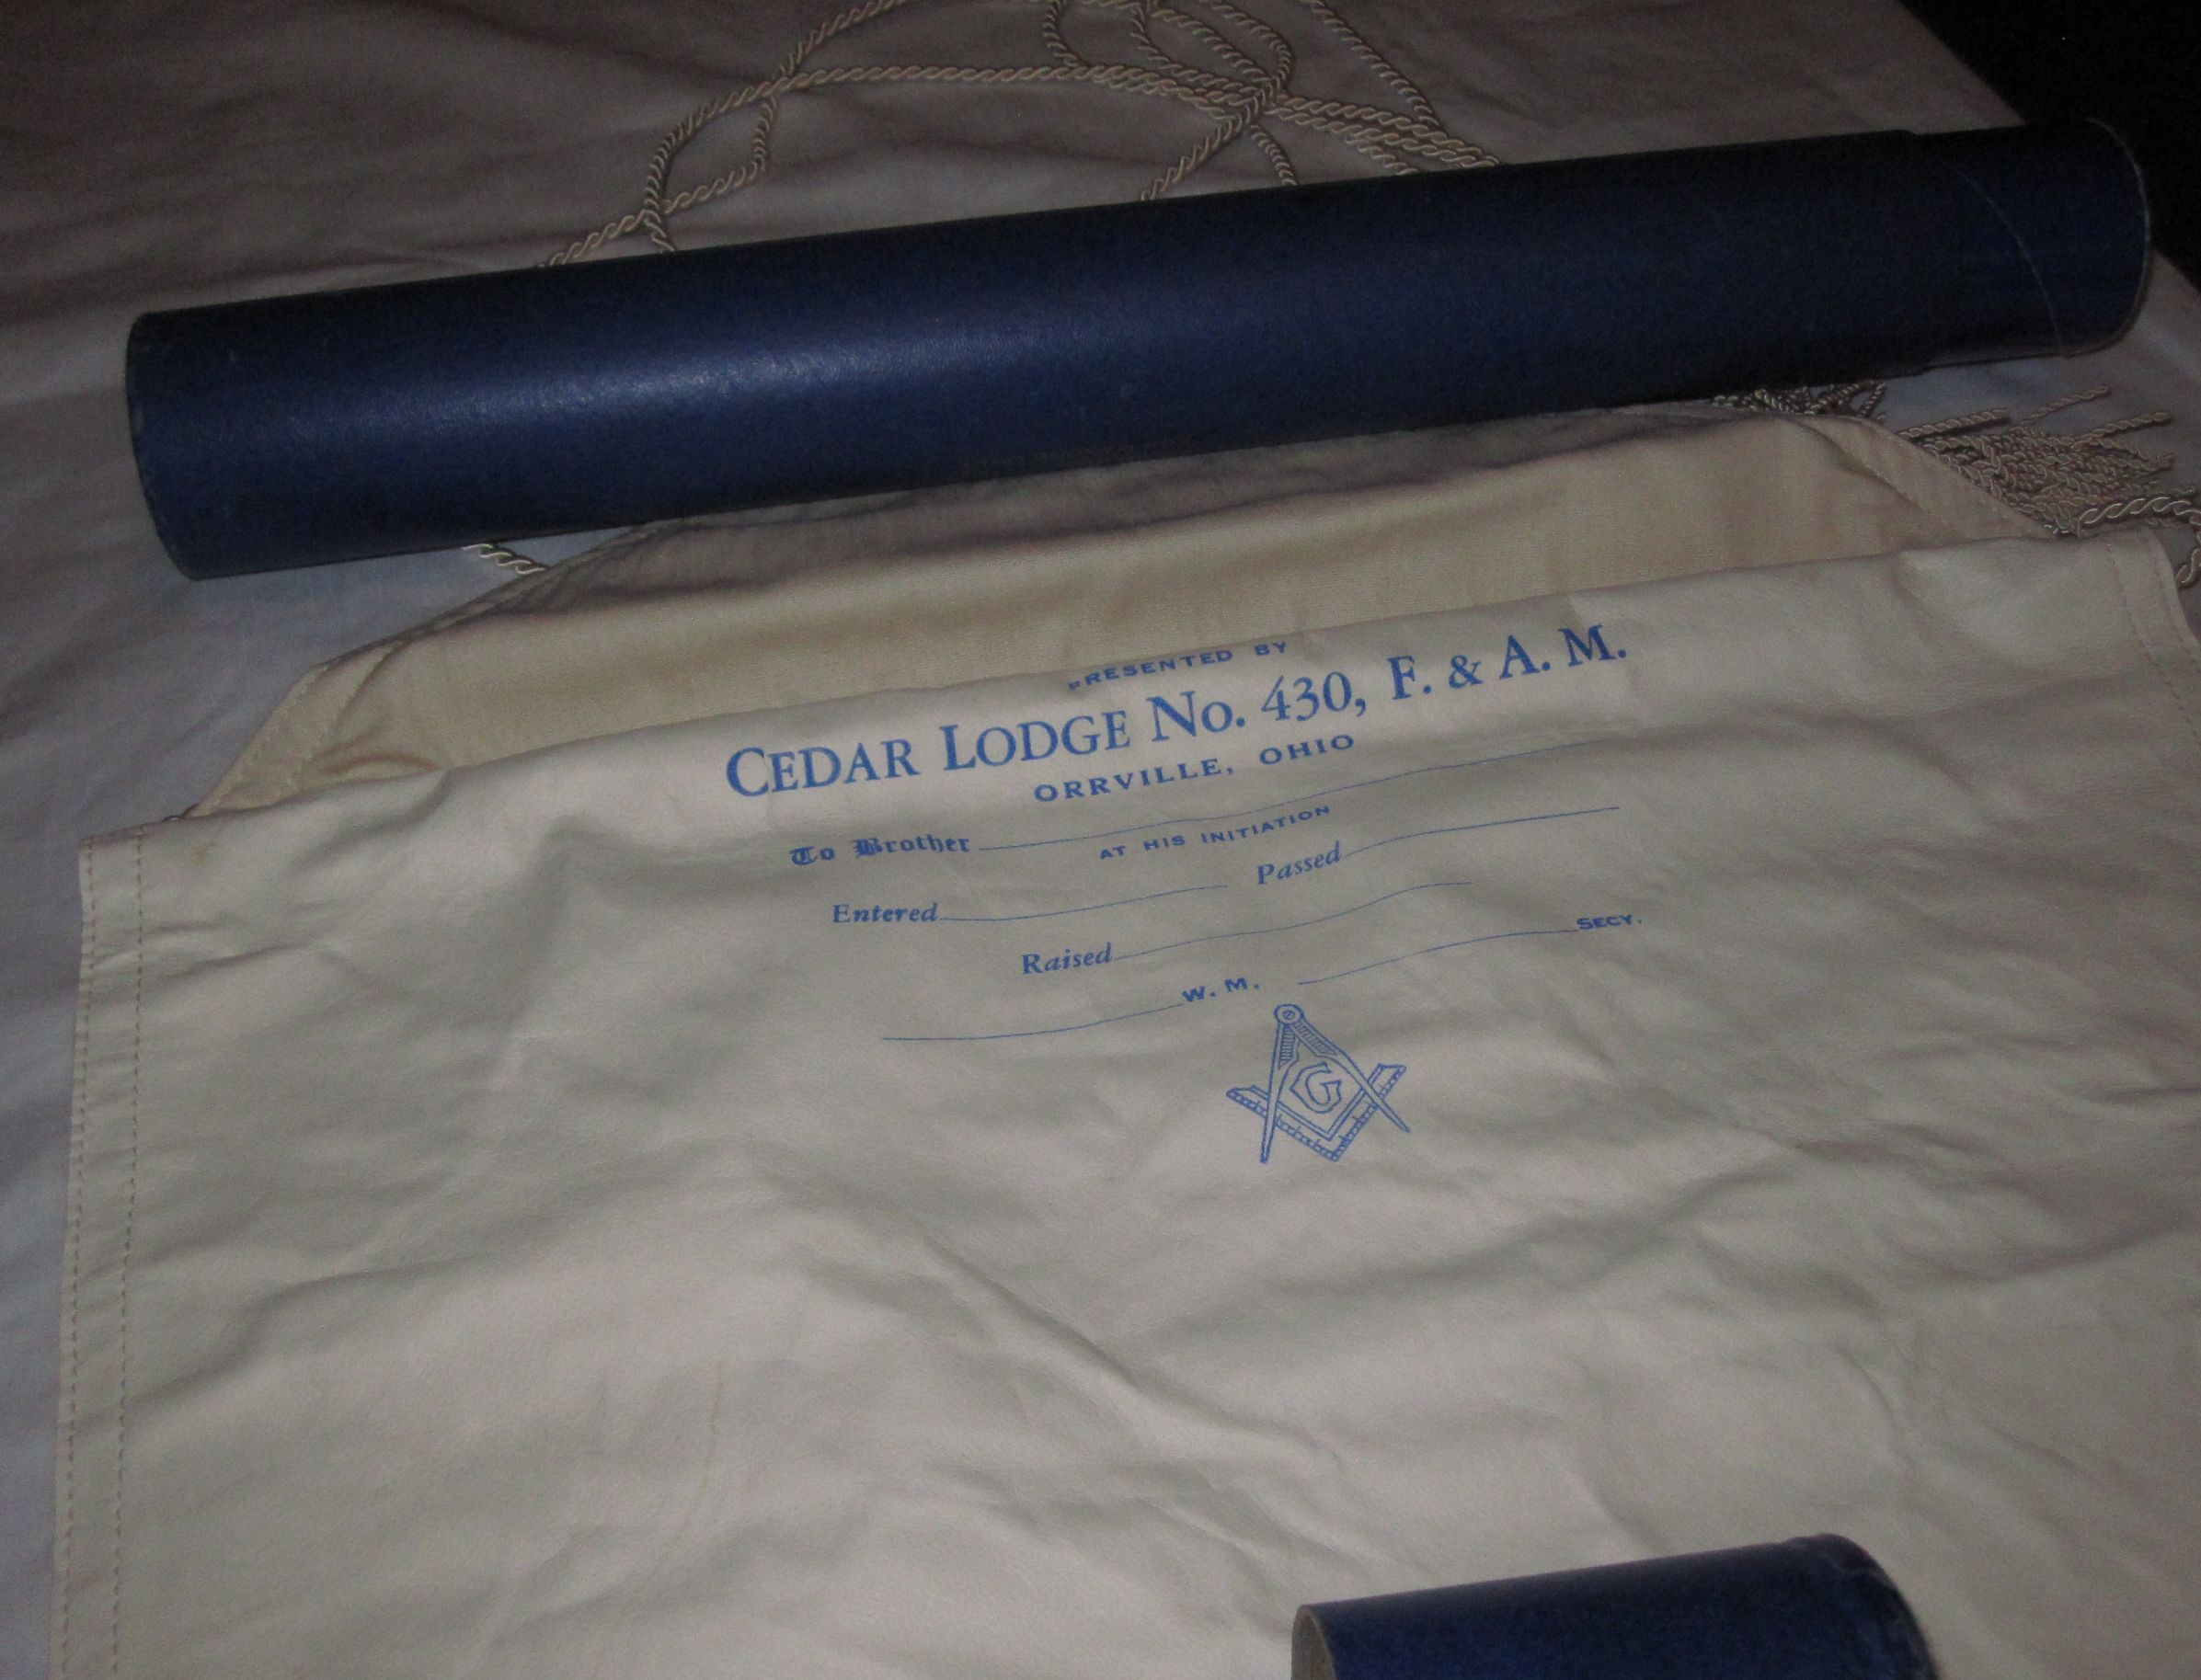 PRESENTED BY
CEDAR LODGE No. 430, F. & A. M.
ORRVILLE, OHIO
To Brother
AT HIS INITIATION
Entered Passed
Raised
W. M. SECY.
G